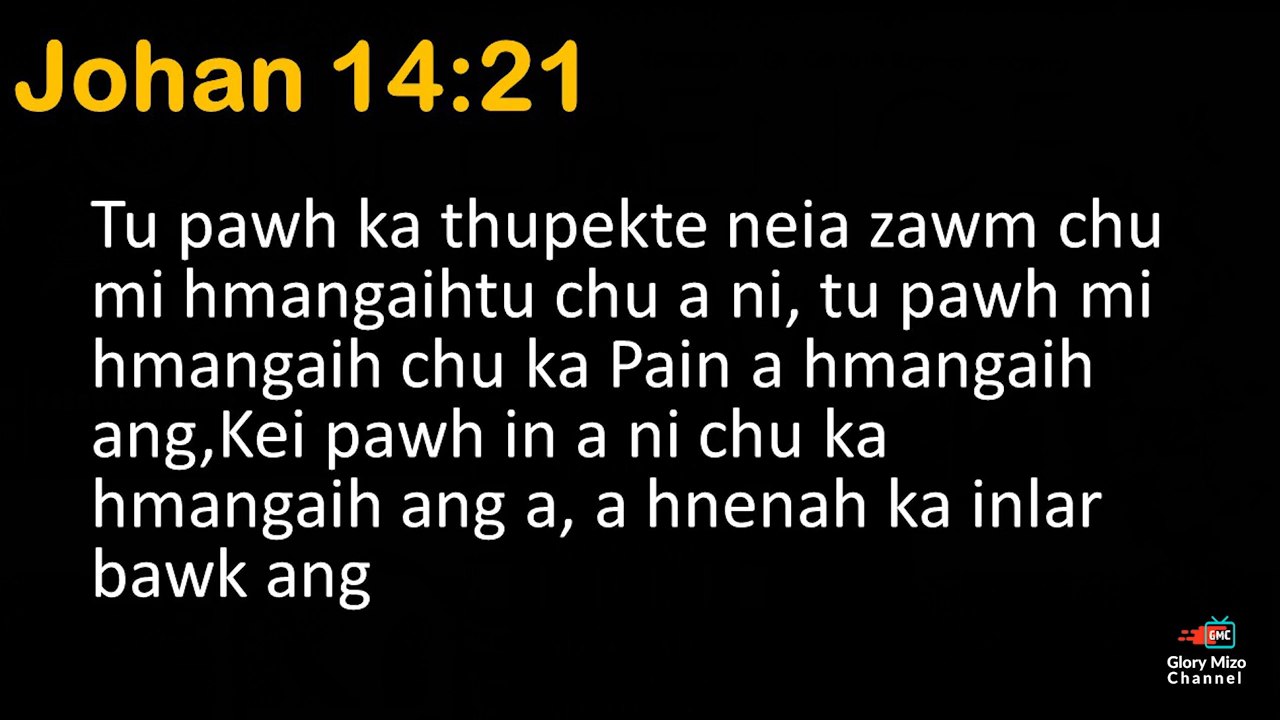 Johan 14:21
Tu pawh ka thupekte neia zawm chu
mi hmangaihtu chu a ni, tu pawh mi
hmangaih chu ka Pain a hmangaih
ang,Kei pawh in a ni chu ka
hmangaih ang a, a hnenah ka inlar
bawk ang
GMC
Glory Mizo
Channel